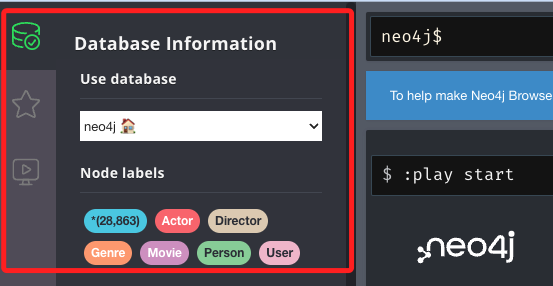 Database Information
Use database
neo4j 🏠
Node labels
*(28,863) Actor Director
Genre Movie Person User
neo4j$
To help make Neo4j Browse
$ :play start
neo4j